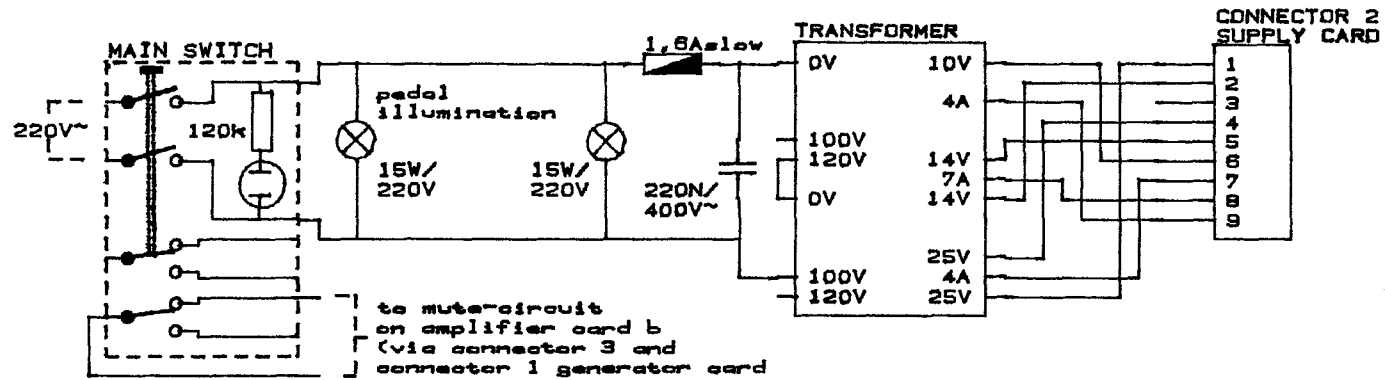 CONNECTOR 2
SUPPLY CARD
TRANSFORMER
MAIN SWITCH
1,6Aslow
220V~
120k
pedal
illumination
15W/
220V
15W/
220V
220N/
400V~
0V
100V
120V
0V
100V
120V
10V
4A
14V
7A
14V
25V
4A
25V
1
2
3
4
5
6
7
8
9
to mute-circuit
on amplifier card b
(via connector 3 and
connector 1 generator card